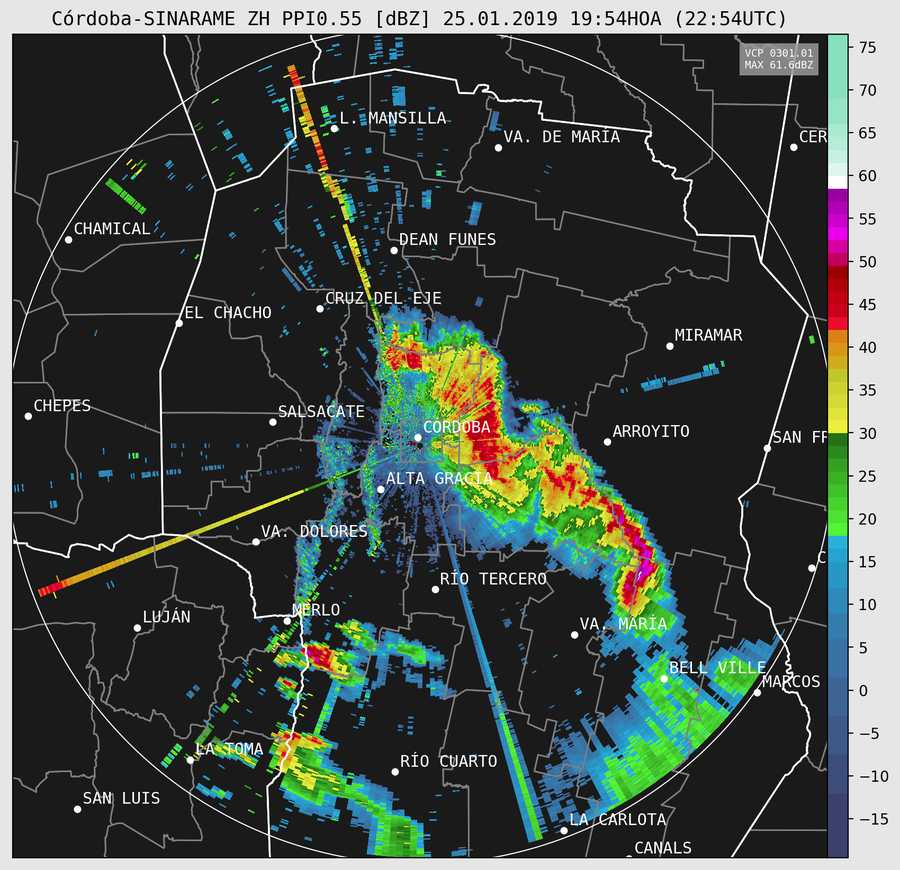 Córdoba-SINARAME ZH PPI0.55 [dBZ] 25.01.2019 19:54HOA (22:54UTC)
VCP 0301.01
MAX 61.6dBZ
L. MANSILLA
VA. DE MARÍA
CER
CHAMICAL
DEAN FUNES
CRUZ DEL EJE
EL CHACHO
MIRAMAR
CHEPES
SALSACATE
CORDOBA
ARROYITO
SAN FR
ALTA GRACIA
VA. DOLORES
C
RÍO TERCERO
MERLO
LUJÁN
VA. MARÍA
BELL VILLE
MARCOS
LA TOMA
RÍO CUARTO
SAN LUIS
LA CARLOTA
CANALS
75
70
65
60
55
50
45
40
35
30
25
20
15
10
5
0
−5
−10
−15